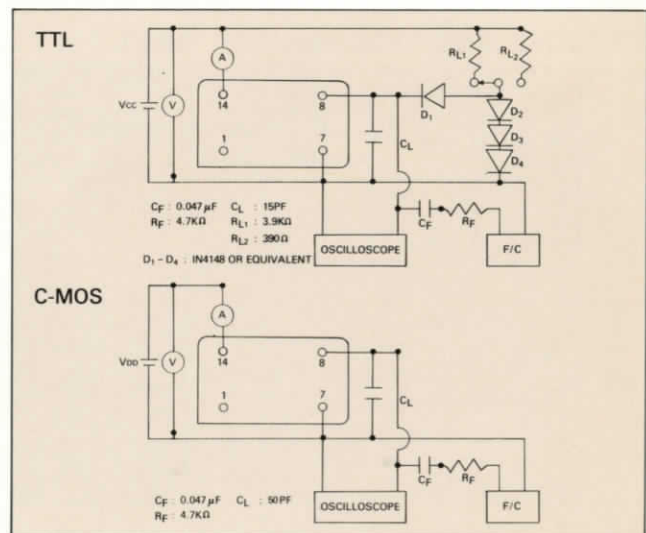 TTL
A
RL1
RL2
VCC
V
14
8
1
7
D1
D2
D3
D4
CL
CF : 0.047μF CL : 15PF
RF : 4.7KΩ RL1 : 3.9KΩ
RL2 : 390Ω
D1 – D4 : IN4148 OR EQUIVALENT
OSCILLOSCOPE
CF
RF
F/C
C-MOS
A
VDD
V
14
8
1
7
CL
CF : 0.047μF CL : 50PF
RF : 4.7KΩ
OSCILLOSCOPE
CF
RF
F/C